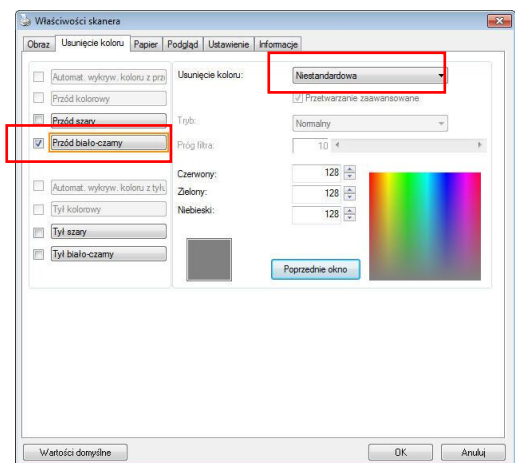 Właściwości skanera
Obraz Usunięcie koloru Papier Podgląd Ustawienie Informacje
Automat. wykryw. koloru z prz
Przód kolorowy
Przód szary
Przód biało-czarny
Automat. wykryw. koloru z tyłu
Tył kolorowy
Tył szary
Tył biało-czarny
Usunięcie koloru: Niestandardowa
Przetwarzanie zaawansowane
Tryb: Normalny
Próg filtra: 10
Czerwony: 128
Zielony: 128
Niebieski: 128
Poprzednie okno
Wartości domyślne OK Anuluj